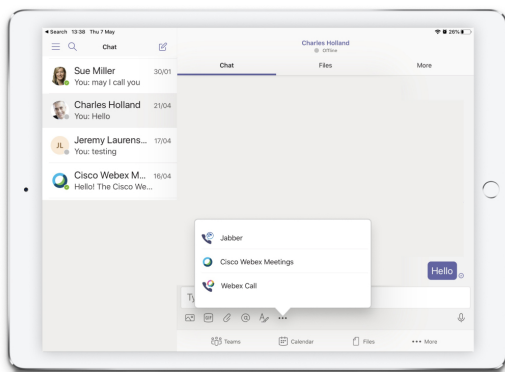 Search 13:38 Thu 7 May
26%
Chat
Charles Holland
Offline
Chat Files More
Sue Miller 30/01
You: may I call you
Charles Holland 21/04
You: Hello
JL
Jeremy Laurens... 17/04
You: testing
Cisco Webex M... 16/04
Hello! The Cisco We...
Jabber
Cisco Webex Meetings
Webex Call
Hello
Ty
GIF
Teams Calendar Files More